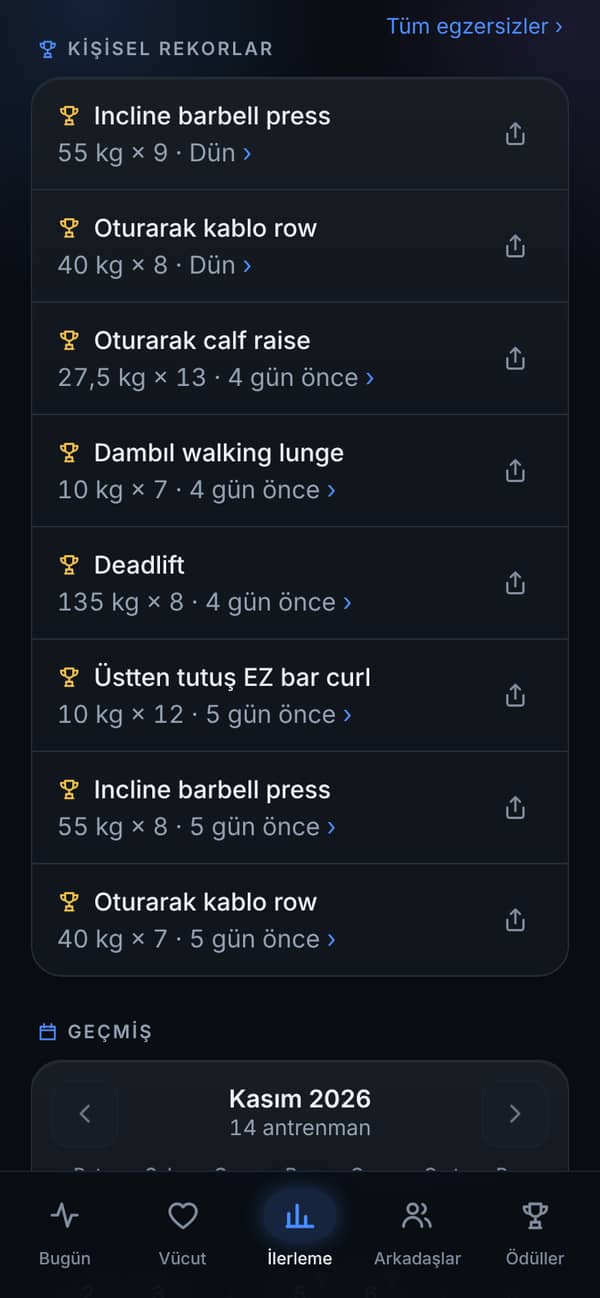 Tüm egzersizler ›
KİŞİSEL REKORLAR
Incline barbell press
55 kg × 9 · Dün ›
Oturarak kablo row
40 kg × 8 · Dün ›
Oturarak calf raise
27,5 kg × 13 · 4 gün önce ›
Dambıl walking lunge
10 kg × 7 · 4 gün önce ›
Deadlift
135 kg × 8 · 4 gün önce ›
Üstten tutuş EZ bar curl
10 kg × 12 · 5 gün önce ›
Incline barbell press
55 kg × 8 · 5 gün önce ›
Oturarak kablo row
40 kg × 7 · 5 gün önce ›
GEÇMİŞ
Kasım 2026
14 antrenman
Bugün Vücut İlerleme Arkadaşlar Ödüller